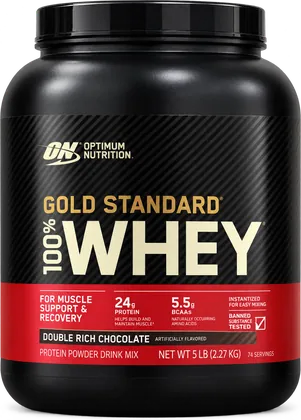 ON OPTIMUM
NUTRITION.
GOLD STANDARD®
100% WHEY
FOR MUSCLE
SUPPORT &
RECOVERY
24g
PROTEIN
HELPS BUILD AND
MAINTAIN MUSCLE†
5.5g
BCAAs
NATURALLY OCCURRING
AMINO ACIDS
INSTANTIZED
FOR EASY MIXING
BANNED
SUBSTANCE
TESTED
DOUBLE RICH CHOCOLATE ARTIFICIALLY FLAVORED
PROTEIN POWDER DRINK MIX NET WT 5 LB (2.27 KG) 74 SERVINGS